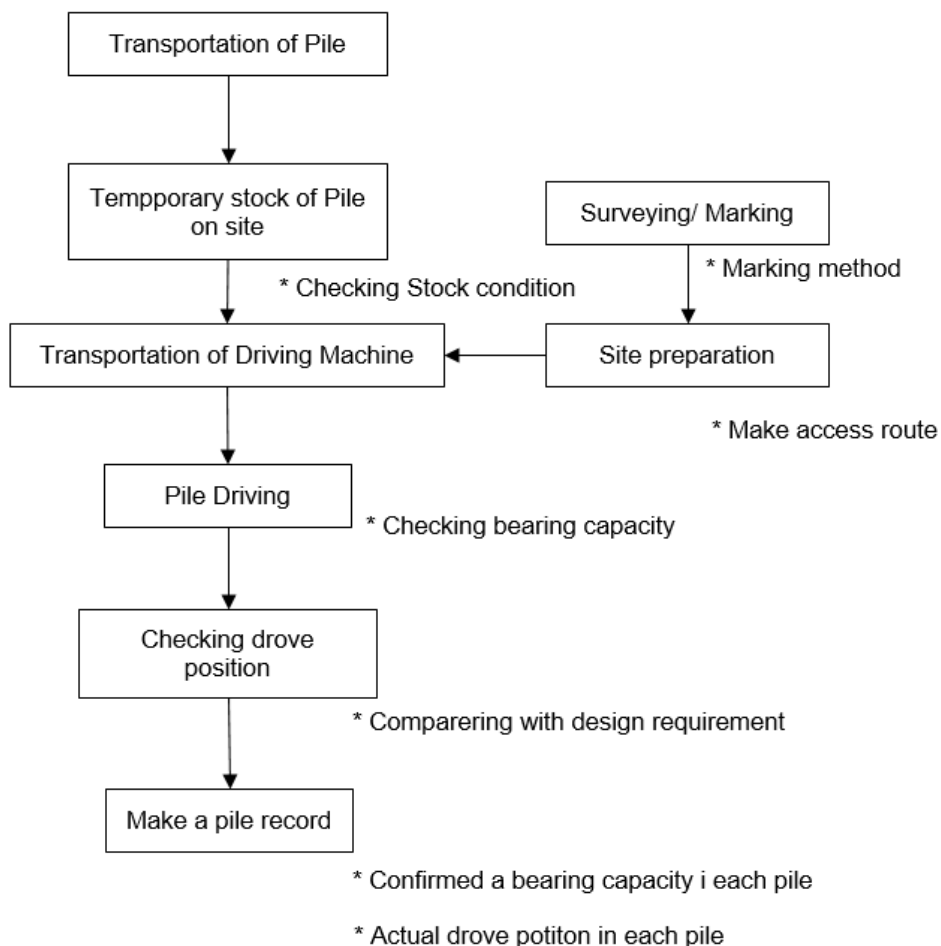 Transportation of Pile
Tempporary stock of Pile
on site
Surveying/ Marking
* Marking method
* Checking Stock condition
Transportation of Driving Machine
Site preparation
* Make access route
Pile Driving
* Checking bearing capacity
Checking drove
position
* Comparering with design requirement
Make a pile record
* Confirmed a bearing capacity i each pile
* Actual drove potiton in each pile